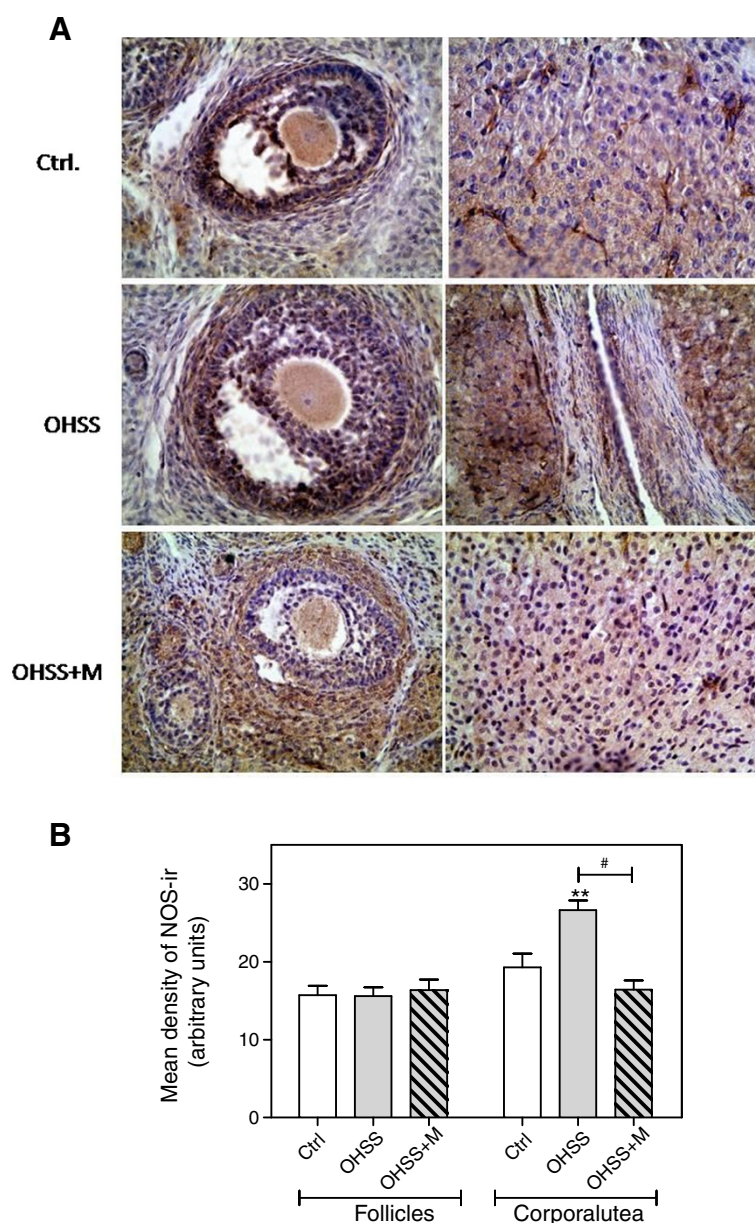 A
Ctrl.
OHSS
OHSS+M
B
Mean density of NOS-ir
(arbitrary units)
30
20
10
0
#
**
Ctrl
OHSS
OHSS+M
Ctrl
OHSS
OHSS+M
Follicles
Corporalutea